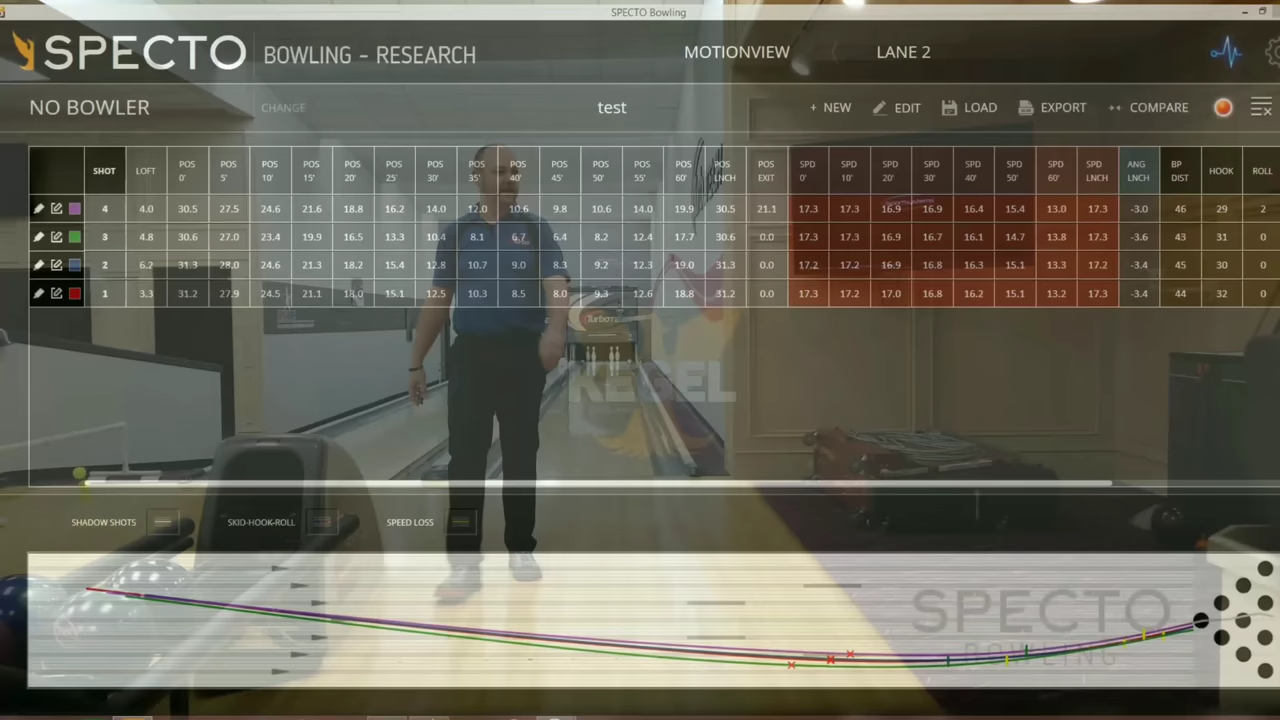 SPECTO Bowling
SPECTO BOWLING - RESEARCH MOTIONVIEW LANE 2
NO BOWLER CHANGE test + NEW EDIT LOAD EXPORT COMPARE
SHOT LOFT POS 0' POS 5' POS 10' POS 15' POS 20' POS 25' POS 30' POS 35' POS 40' POS 45' POS 50' POS 55' POS 60' POS LNCH POS EXIT SPD 0' SPD 10' SPD 20' SPD 30' SPD 40' SPD 50' SPD 60' SPD LNCH ANG LNCH BP DIST HOOK ROLL
4 4.0 30.5 27.5 24.6 21.6 18.8 16.2 14.0 12.0 10.6 9.8 10.6 14.0 19.9 30.5 21.1 17.3 17.3 16.9 16.9 16.4 15.4 13.0 17.3 -3.0 46 29 2
3 4.8 30.6 27.0 23.4 19.9 16.5 13.3 10.4 8.1 6.7 6.4 8.2 12.4 17.7 30.6 0.0 17.3 17.3 16.9 16.7 16.1 14.7 13.8 17.3 -3.6 43 31 0
2 6.2 31.3 28.0 24.6 21.3 18.2 15.4 12.8 10.7 9.0 8.3 9.2 12.3 19.0 31.3 0.0 17.2 17.2 16.9 16.8 16.3 15.1 13.3 17.2 -3.4 45 30 0
1 3.3 31.2 27.9 24.5 21.1 18.0 15.1 12.5 10.3 8.5 8.0 9.3 12.6 18.8 31.2 0.0 17.3 17.2 17.0 16.8 16.2 15.1 13.2 17.3 -3.4 44 32 0
Turbo
KEGEL
SHADOW SHOTS SKID-HOOK-ROLL SPEED LOSS
SPECTO
BOWLING